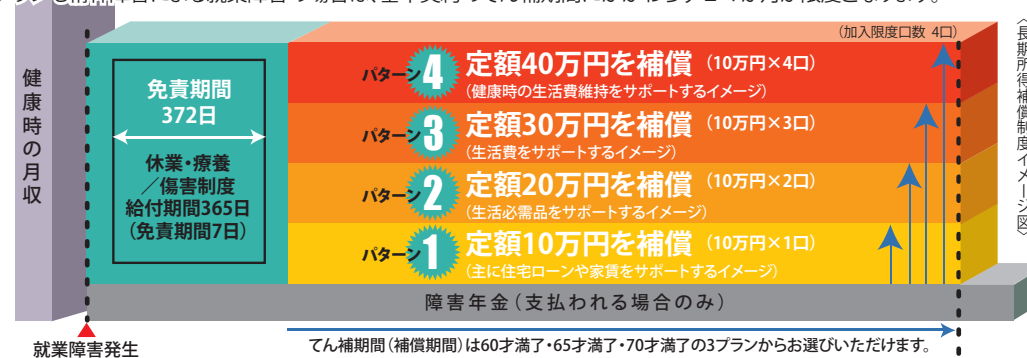 (加入限度口数 4口)
〈長期所得補償制度イメージ図〉
健康時の月収
免責期間
372日
休業・療養
／傷害制度
給付期間365日
(免責期間7日)
パターン4 定額40万円を補償 (10万円×4口)
(健康時の生活費維持をサポートするイメージ)
パターン3 定額30万円を補償 (10万円×3口)
(生活費をサポートするイメージ)
パターン2 定額20万円を補償 (10万円×2口)
(生活必需品をサポートするイメージ)
パターン1 定額10万円を補償 (10万円×1口)
(主に住宅ローンや家賃をサポートするイメージ)
障害年金(支払われる場合のみ)
就業障害発生
てん補期間(補償期間)は60才満了・65才満了・70才満了の3プランからお選びいただけます。